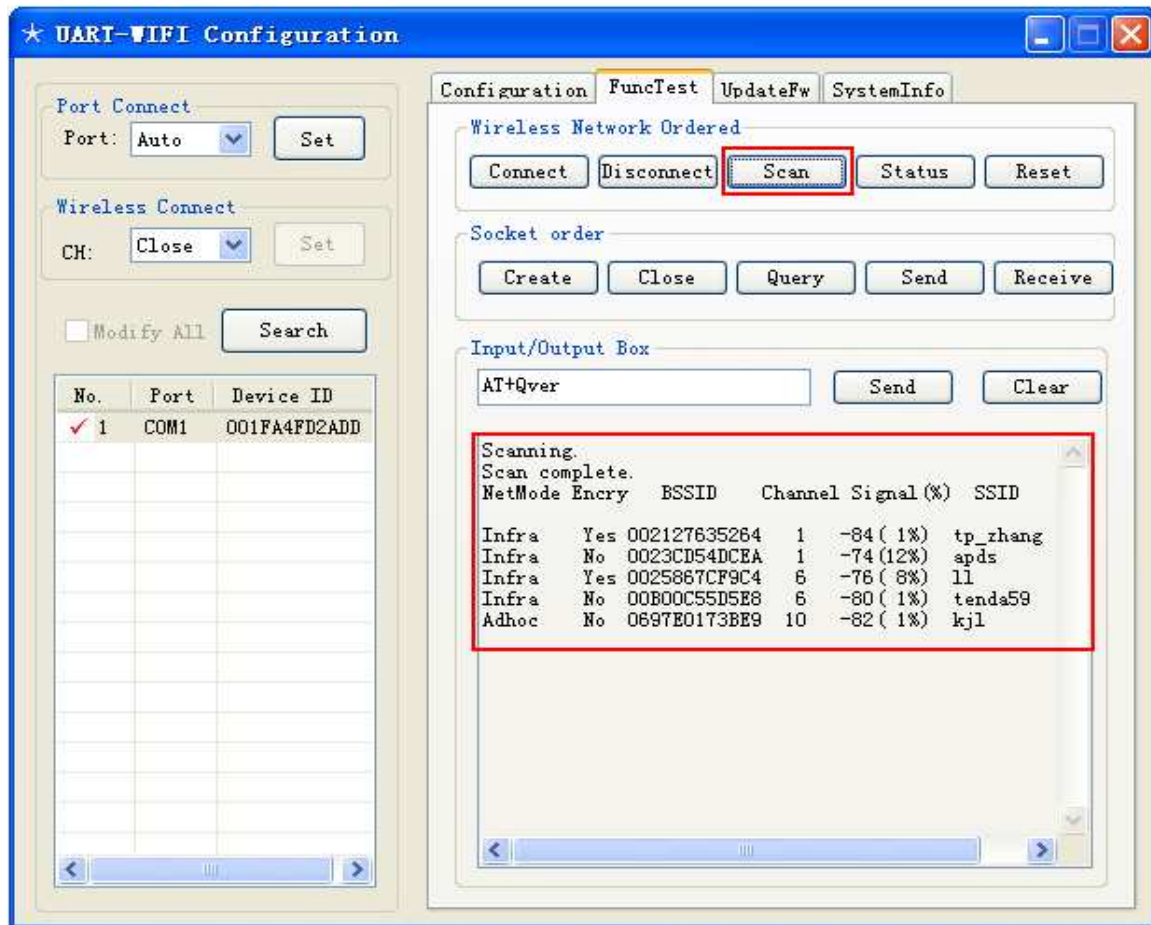 UART-WIFI Configuration
Port Connect
Port: Auto Set
Wireless Connect
CH: Close Set
Modify All Search
No. Port Device ID
1 COM1 001FA4FD2ADD
Configuration FuncTest UpdateFw SystemInfo
Wireless Network Ordered
Connect Disconnect Scan Status Reset
Socket order
Create Close Query Send Receive
Input/Output Box
AT+Qver Send Clear
Scanning.
Scan complete.
NetMode Encry BSSID Channel Signal(%) SSID
Infra Yes 002127635264 1 -84( 1%) tp_zhang
Infra No 0023CD54DCEA 1 -74(12%) apds
Infra Yes 0025867CF9C4 6 -76( 8%) ll
Infra No 00B00C55D5E8 6 -80( 1%) tenda59
Adhoc No 0697E0173BE9 10 -82( 1%) kjl